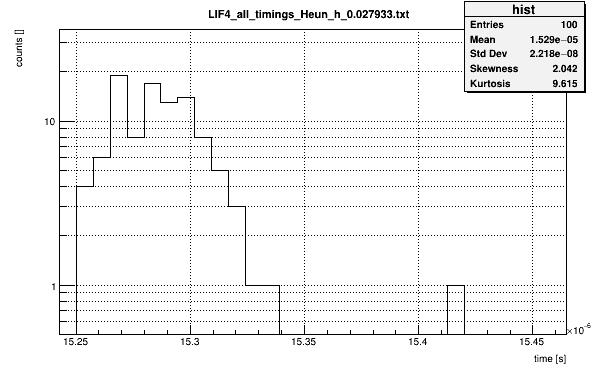 LIF4_all_timings_Heun_h_0.027933.txt
hist
Entries 100
Mean 1.529e−05
Std Dev 2.218e−08
Skewness 2.042
Kurtosis 9.615
counts []
10
1
15.25 15.3 15.35 15.4 15.45
×10⁻⁶
time [s]